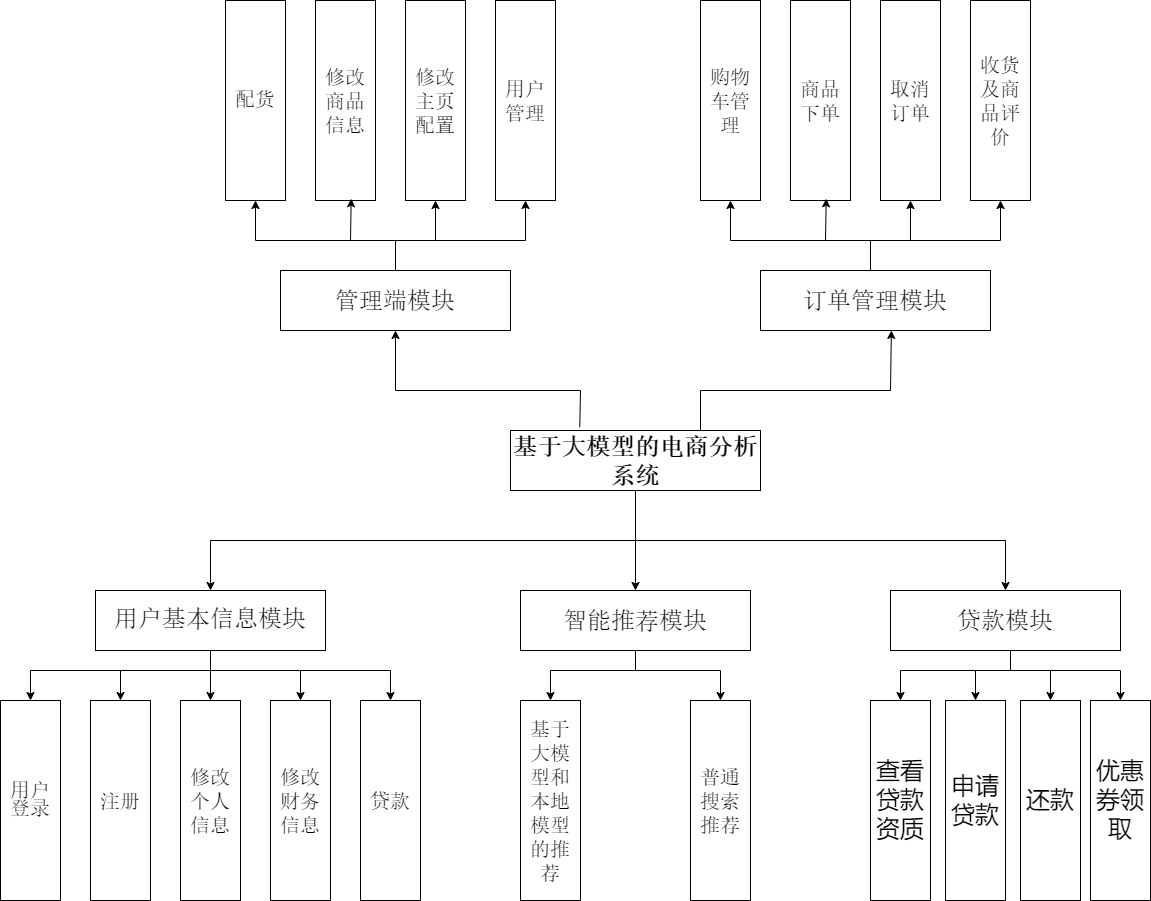 配货
修改
商品
信息
修改
主页
配置
用户
管理
购物
车管
理
商品
下单
取消
订单
收货
及商
品评
价
管理端模块
订单管理模块
基于大模型的电商分析
系统
用户基本信息模块
智能推荐模块
贷款模块
用户
登录
注册
修改
个人
信息
修改
财务
信息
贷款
基于
大模
型和
本地
模型
的推
荐
普通
搜索
推荐
查看
贷款
资质
申请
贷款
还款
优惠
券领
取